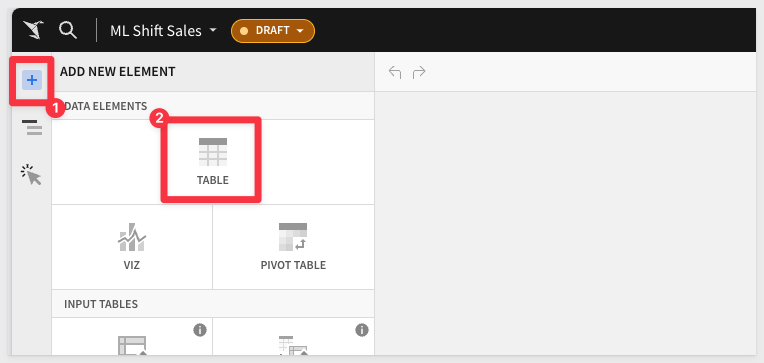 ML Shift Sales
DRAFT
ADD NEW ELEMENT
1
DATA ELEMENTS
2
TABLE
VIZ
PIVOT TABLE
INPUT TABLES